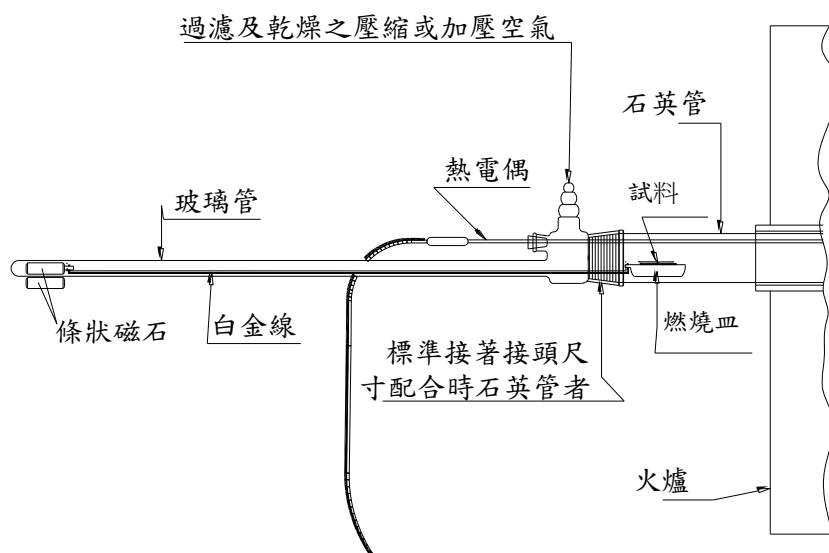 過濾及乾燥之壓縮或加壓空氣
石英管
熱電偶
試料
玻璃管
條狀磁石
白金線
燃燒皿
標準接著接頭尺
寸配合時石英管者
火爐